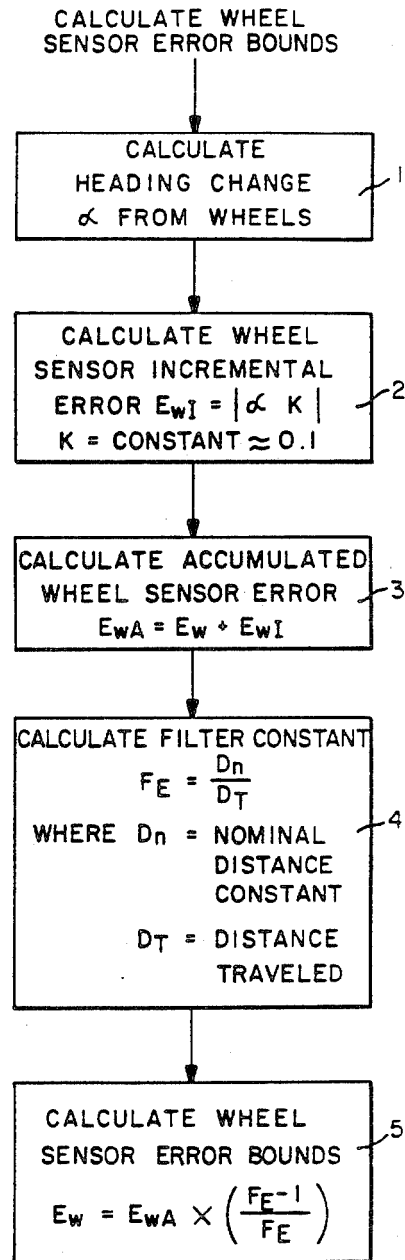 CALCULATE WHEEL
SENSOR ERROR BOUNDS
CALCULATE
HEADING CHANGE
α FROM WHEELS
1
CALCULATE WHEEL
SENSOR INCREMENTAL
ERROR EwI = |α K|
K = CONSTANT ≈ 0.1
2
CALCULATE ACCUMULATED
WHEEL SENSOR ERROR
EwA = Ew + EwI
3
CALCULATE FILTER CONSTANT
FE = Dn / DT
WHERE Dn = NOMINAL
DISTANCE
CONSTANT
DT = DISTANCE
TRAVELED
4
CALCULATE WHEEL
SENSOR ERROR BOUNDS
Ew = EwA × (FE-1 / FE)
5